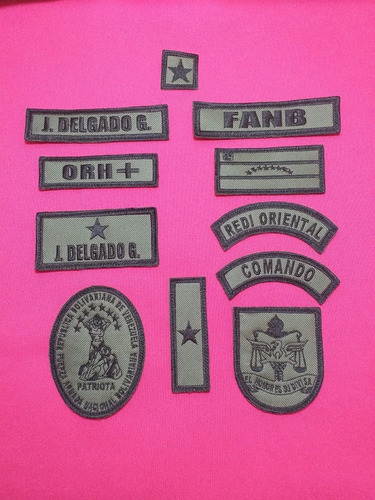 J. DELGADO G.
FANB
ORH+
REDI ORIENTAL
J. DELGADO G.
COMANDO
REPÚBLICA BOLIVARIANA DE VENEZUELA
PATRIOTA
FUERZA ARMADA NACIONAL BOLIVARIANA
EL HONOR ES SU DIVISA